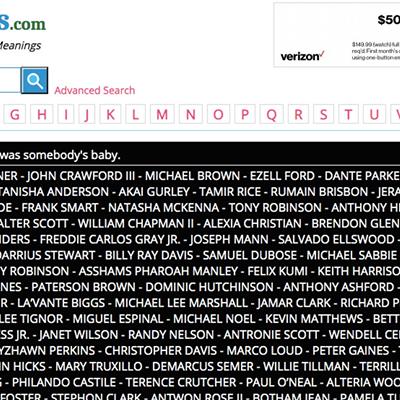 S.com
$50
Meanings
$149.99 (watch) full
req'd. First month's c
using one-button em
verizon
Advanced Search
G H I J K L M N O P Q R S T U V
was somebody's baby.
NER - JOHN CRAWFORD III - MICHAEL BROWN - EZELL FORD - DANTE PARKE
TANISHA ANDERSON - AKAI GURLEY - TAMIR RICE - RUMAIN BRISBON - JERA
DE - FRANK SMART - NATASHA MCKENNA - TONY ROBINSON - ANTHONY H
ALTER SCOTT - WILLIAM CHAPMAN II - ALEXIA CHRISTIAN - BRENDON GLEN
NDERS - FREDDIE CARLOS GRAY JR. - JOSEPH MANN - SALVADO ELLSWOOD -
DARRIUS STEWART - BILLY RAY DAVIS - SAMUEL DUBOSE - MICHAEL SABBIE
Y ROBINSON - ASSHAMS PHAROAH MANLEY - FELIX KUMI - KEITH HARRISO
NES - PATERSON BROWN - DOMINIC HUTCHINSON - ANTHONY ASHFORD -
R - LA'VANTE BIGGS - MICHAEL LEE MARSHALL - JAMAR CLARK - RICHARD P
LEE TIGNOR - MIGUEL ESPINAL - MICHAEL NOEL - KEVIN MATTHEWS - BETT
SS JR. - JANET WILSON - RANDY NELSON - ANTRONIE SCOTT - WENDELL CE
YZHAWN PERKINS - CHRISTOPHER DAVIS - MARCO LOUD - PETER GAINES - T
IN HICKS - MARY TRUXILLO - DEMARCUS SEMER - WILLIE TILLMAN - TERRILL
G - PHILANDO CASTILE - TERENCE CRUTCHER - PAUL O'NEAL - ALTERIA WOO
FOSTER - STEPHON CLARK - ANTWON ROSE II - BOTHAM JEAN - PAMELA TU